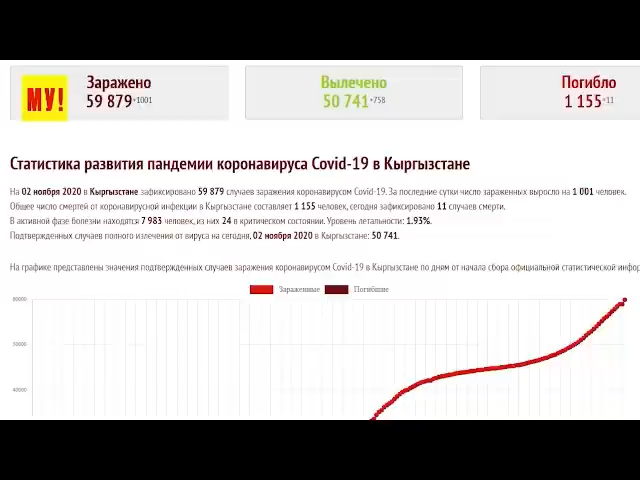 Заражено
59 879+1001
МУ!
Вылечено
50 741+758
Погибло
1 155+11
Статистика развития пандемии коронавируса Covid-19 в Кыргызстане
На 02 ноября 2020 в Кыргызстане зафиксировано 59 879 случаев заражения коронавирусом Covid-19. За последние сутки число зараженных выросло на 1 001 человек.
Общее число смертей от коронавирусной инфекции в Кыргызстане составляет 1 155 человек, сегодня зафиксировано 11 случаев смерти.
В активной фазе болезни находятся 7 983 человек, из них 24 в критическом состоянии. Уровень летальности: 1.93%.
Подтвержденных случаев полного излечения от вируса на сегодня, 02 ноября 2020 в Кыргызстане: 50 741.
На графике представлены значения подтвержденных случаев заражения коронавирусом Covid-19 в Кыргызстане по дням от начала сбора официальной статистической инфор
Зараженные Погибшие